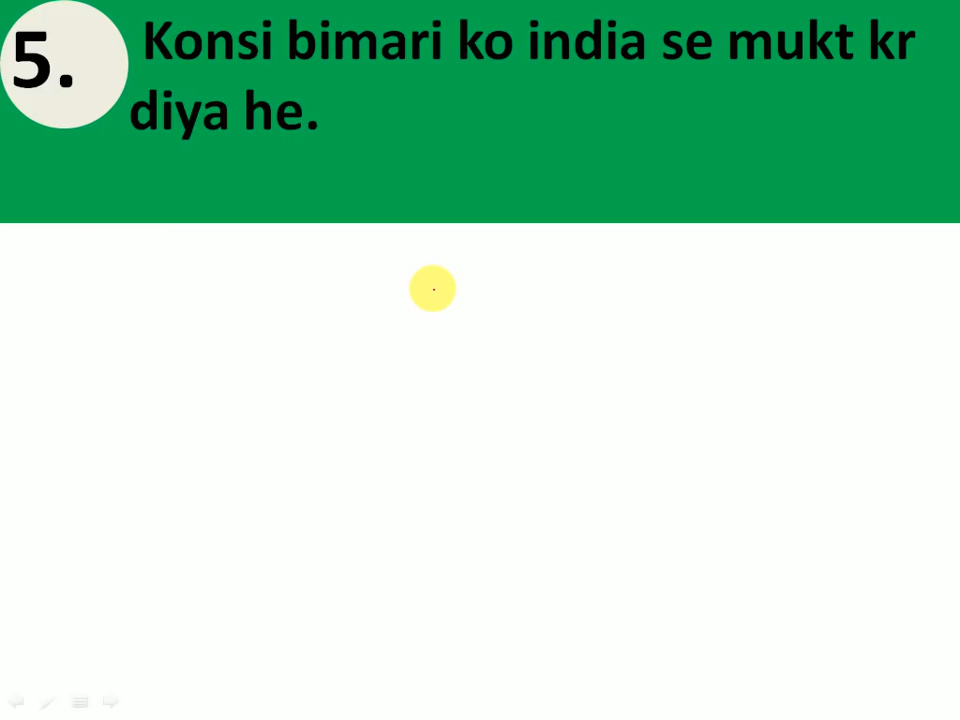 5. Konsi bimari ko india se mukt kr
diya he.